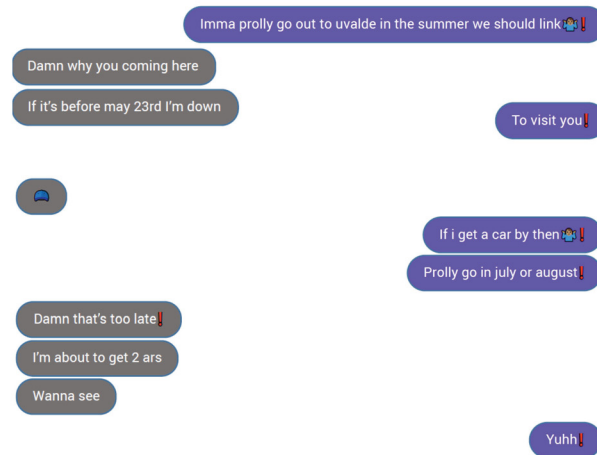 Imma prolly go out to uvalde in the summer we should link🤷🏽‍♂️❗
Damn why you coming here
If it's before may 23rd I'm down
To visit you❗
🧢
If i get a car by then🤷🏽‍♂️❗
Prolly go in july or august❗
Damn that's too late❗
I'm about to get 2 ars
Wanna see
Yuhh❗